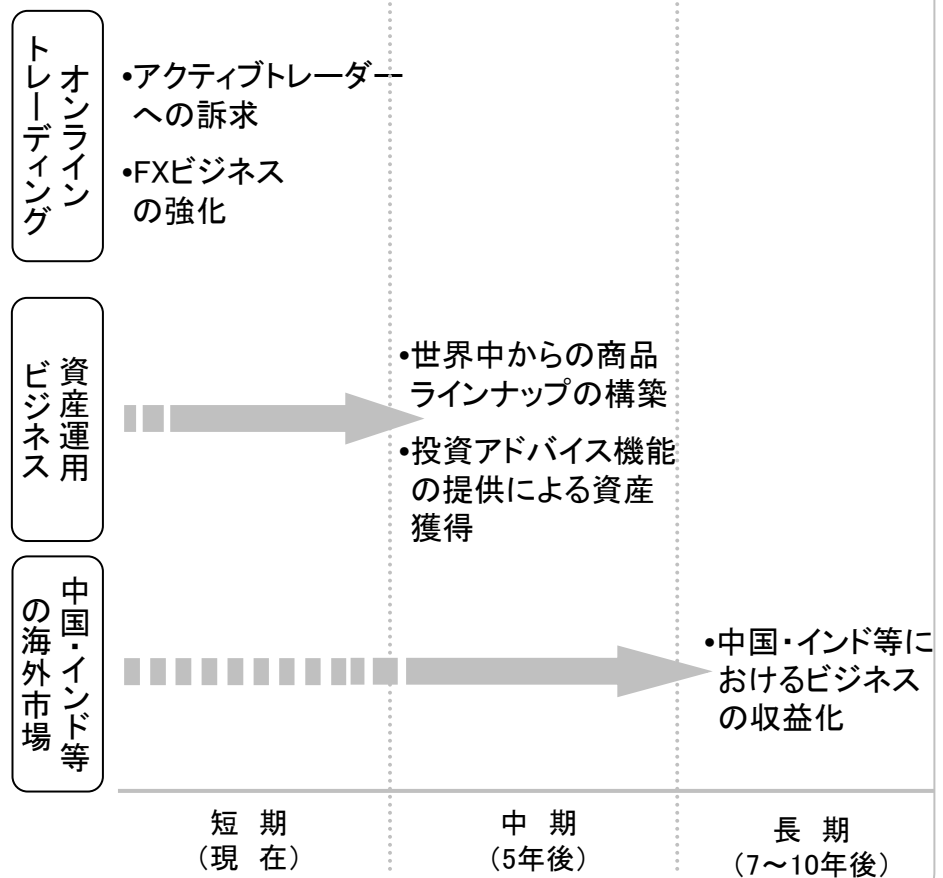 オンライン
トレーディング
•アクティブトレーダー
への訴求
•FXビジネス
の強化
資産運用
ビジネス
•世界中からの商品
ラインナップの構築
•投資アドバイス機能
の提供による資産
獲得
中国・インド等
の海外市場
•中国・インド等に
おけるビジネス
の収益化
短 期
（現 在）
中 期
（5年後）
長 期
（7〜10年後）